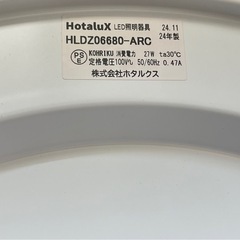 HotaluX LED照明器具 24.11
HLDZ06680-ARC 24年製
PSE KOHRIKU 消費電力 27W ta30℃
定格電圧100V~ 50/60Hz 0.47A
株式会社ホタルクス